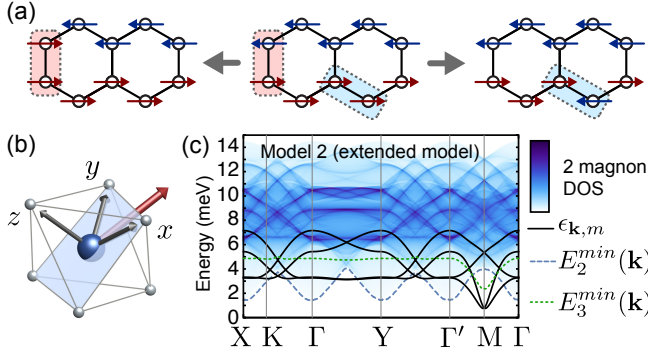 (a)
(b)
y
z
x
(c)
Model 2 (extended model)
Energy (meV)
14
12
10
8
6
4
2
0
X K Γ Y Γ′ M Γ
2 magnon
DOS
ϵ_{k,m}
E_2^{min}(k)
E_3^{min}(k)